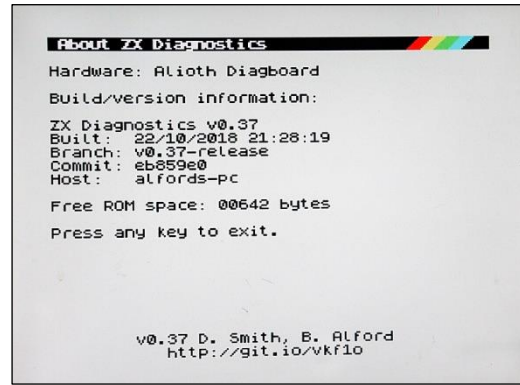 About ZX Diagnostics
Hardware: Alioth Diagboard
Build/version information:
ZX Diagnostics v0.37
Built: 22/10/2018 21:28:19
Branch: v0.37-release
Commit: eb859e0
Host: alfords-pc
Free ROM space: 00642 bytes
Press any key to exit.
v0.37 D. Smith, B. Alford
http://git.io/vkf1o